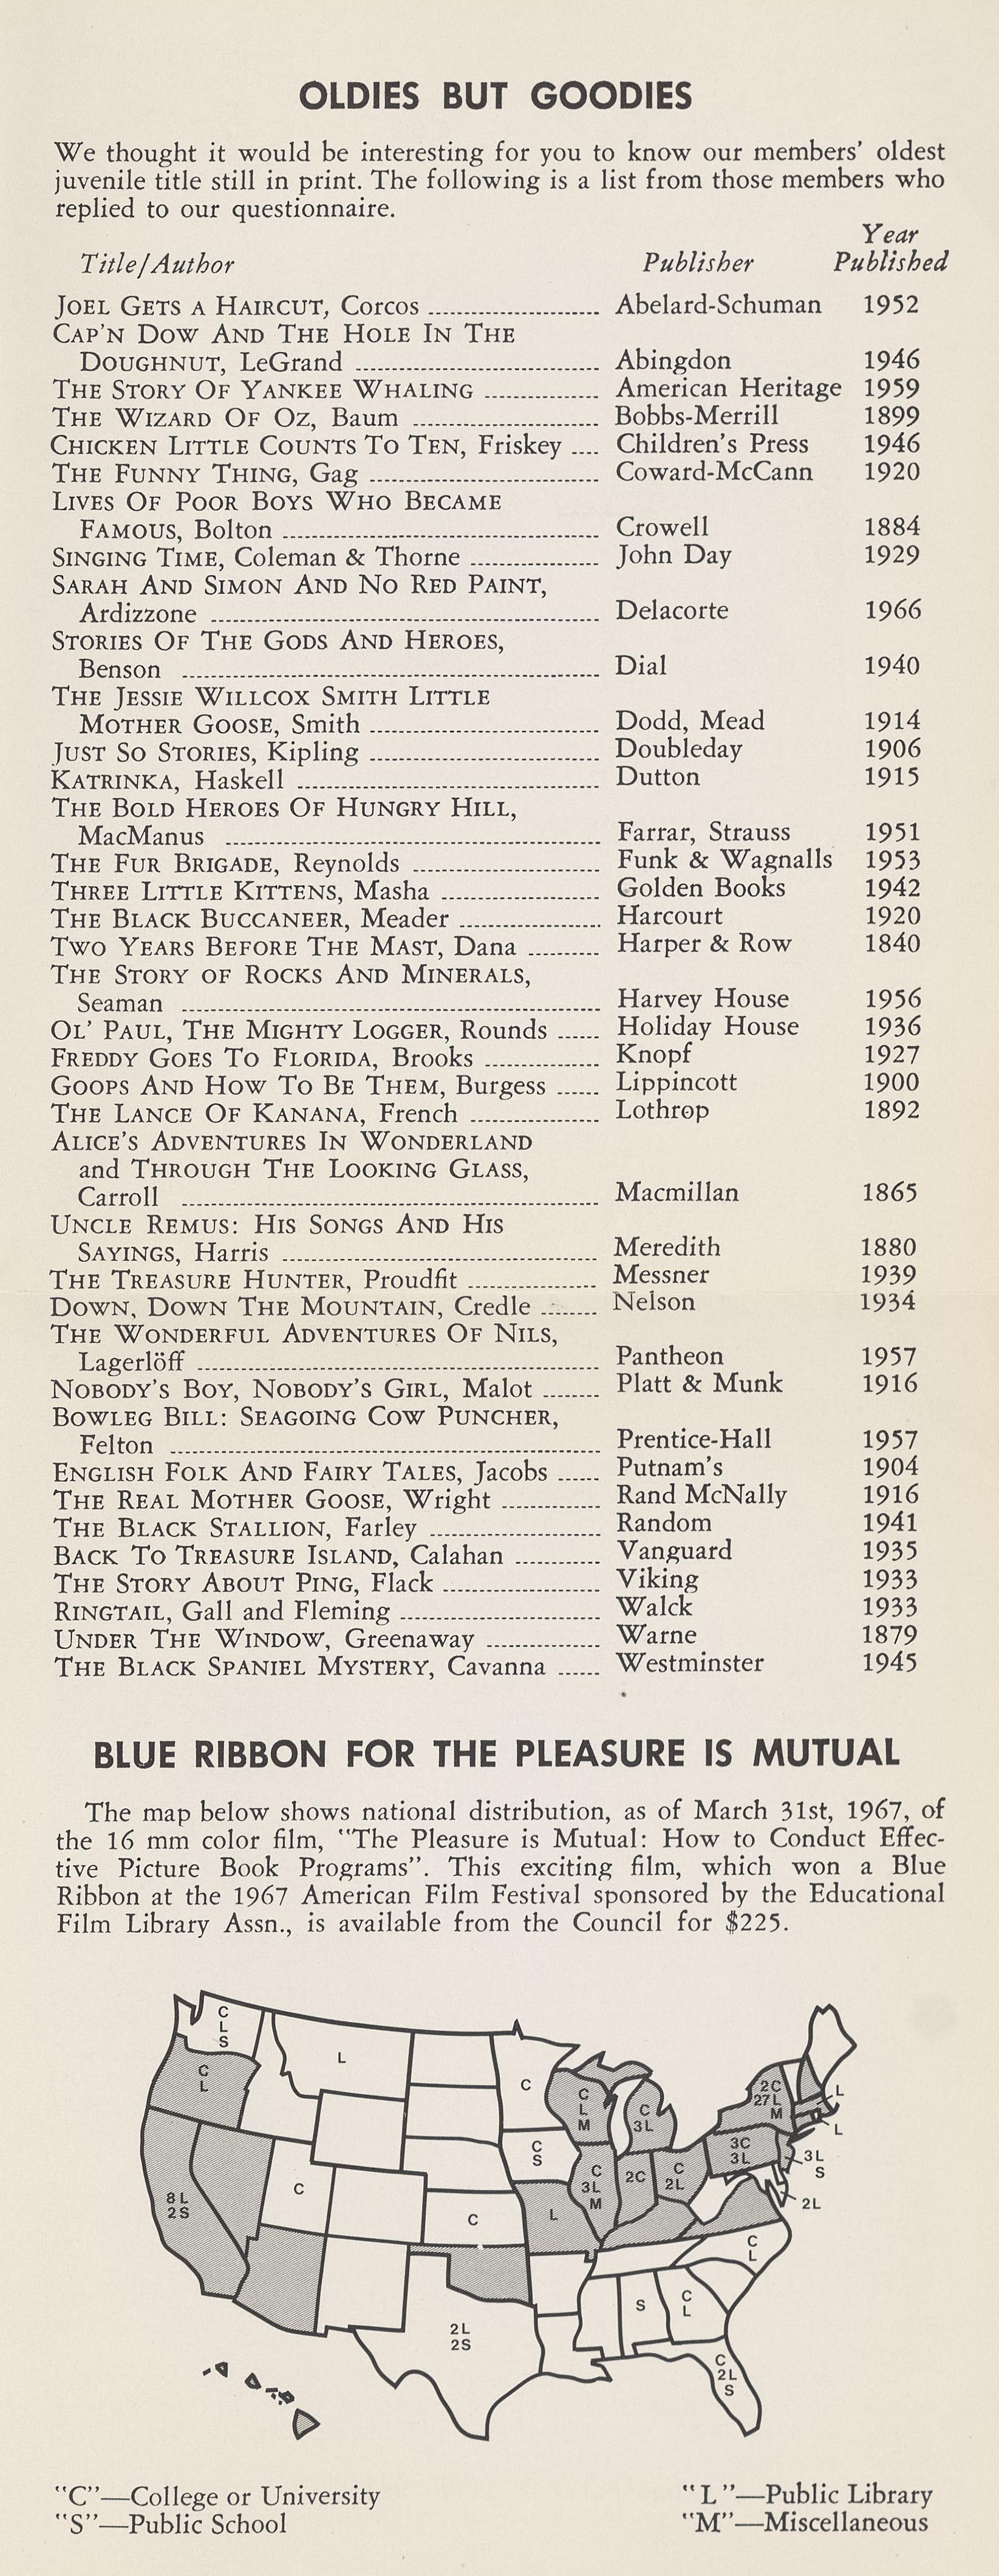 OLDIES BUT GOODIES
We thought it would be interesting for you to know our members' oldest
juvenile title still in print. The following is a list from those members who
replied to our questionnaire.
Year
Title/Author Publisher Published
JOEL GETS A HAIRCUT, Corcos ........................ Abelard-Schuman 1952
CAP'N DOW AND THE HOLE IN THE
DOUGHNUT, LeGrand .................................. Abingdon 1946
THE STORY OF YANKEE WHALING ................ American Heritage 1959
THE WIZARD OF OZ, Baum .......................... Bobbs-Merrill 1899
CHICKEN LITTLE COUNTS TO TEN, Friskey .... Children's Press 1946
THE FUNNY THING, Gag ................................ Coward-McCann 1920
LIVES OF POOR BOYS WHO BECAME
FAMOUS, Bolton ............................................ Crowell 1884
SINGING TIME, Coleman & Thorne .................. John Day 1929
SARAH AND SIMON AND NO RED PAINT,
Ardizzone ...................................................... Delacorte 1966
STORIES OF THE GODS AND HEROES,
Benson .......................................................... Dial 1940
THE JESSIE WILLCOX SMITH LITTLE
MOTHER GOOSE, Smith ................................ Dodd, Mead 1914
JUST SO STORIES, Kipling ................................ Doubleday 1906
KATRINKA, Haskell .......................................... Dutton 1915
THE BOLD HEROES OF HUNGRY HILL,
MacManus .................................................... Farrar, Strauss 1951
THE FUR BRIGADE, Reynolds .......................... Funk & Wagnalls 1953
THREE LITTLE KITTENS, Masha ...................... Golden Books 1942
THE BLACK BUCCANEER, Meader .................... Harcourt 1920
TWO YEARS BEFORE THE MAST, Dana .......... Harper & Row 1840
THE STORY OF ROCKS AND MINERALS,
Seaman .......................................................... Harvey House 1956
OL' PAUL, THE MIGHTY LOGGER, Rounds ...... Holiday House 1936
FREDDY GOES TO FLORIDA, Brooks ................ Knopf 1927
GOOPS AND HOW TO BE THEM, Burgess ...... Lippincott 1900
THE LANCE OF KANANA, French .................. Lothrop 1892
ALICE'S ADVENTURES IN WONDERLAND
and THROUGH THE LOOKING GLASS,
Carroll .......................................................... Macmillan 1865
UNCLE REMUS: HIS SONGS AND HIS
SAYINGS, Harris ............................................ Meredith 1880
THE TREASURE HUNTER, Proudfit .................. Messner 1939
DOWN, DOWN THE MOUNTAIN, Credle ........ Nelson 1934
THE WONDERFUL ADVENTURES OF NILS,
Lagerlöff ........................................................ Pantheon 1957
NOBODY'S BOY, NOBODY'S GIRL, Malot ........ Platt & Munk 1916
BOWLEG BILL: SEAGOING COW PUNCHER,
Felton ............................................................ Prentice-Hall 1957
ENGLISH FOLK AND FAIRY TALES, Jacobs ...... Putnam's 1904
THE REAL MOTHER GOOSE, Wright .............. Rand McNally 1916
THE BLACK STALLION, Farley ........................ Random 1941
BACK TO TREASURE ISLAND, Calahan ............ Vanguard 1935
THE STORY ABOUT PING, Flack ...................... Viking 1933
RINGTAIL, Gall and Fleming ............................ Walck 1933
UNDER THE WINDOW, Greenaway ................ Warne 1879
THE BLACK SPANIEL MYSTERY, Cavanna ...... Westminster 1945
BLUE RIBBON FOR THE PLEASURE IS MUTUAL
The map below shows national distribution, as of March 31st, 1967, of
the 16 mm color film, "The Pleasure is Mutual: How to Conduct Effec-
tive Picture Book Programs". This exciting film, which won a Blue
Ribbon at the 1967 American Film Festival sponsored by the Educational
Film Library Assn., is available from the Council for $225.
C
L
S
L
C
L
C
C
L
M
C
3L
2C
27L
M
L
L
C
S
3C
3L
3L
S
C
8L
2S
C
3L
M
2C
C
2L
2L
L
C
C
L
S
C
L
2L
2S
C
2L
S
"C"—College or University "L"—Public Library
"S"—Public School "M"—Miscellaneous